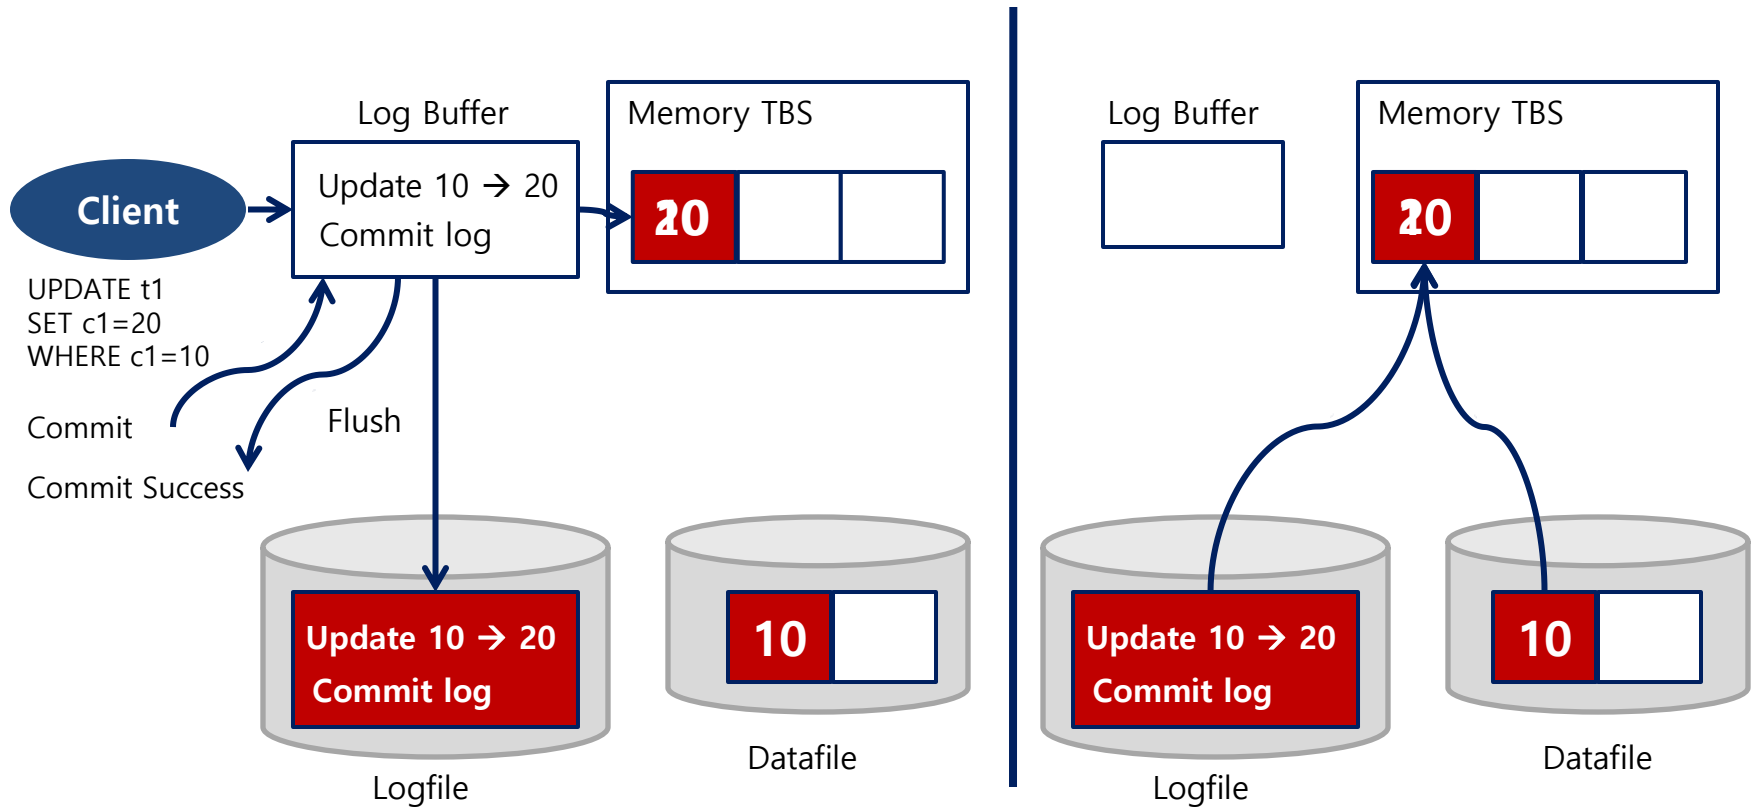 Log Buffer
Memory TBS
Client
Update 10 → 20
Commit log
UPDATE t1
SET c1=20
WHERE c1=10
Commit
Flush
Commit Success
Update 10 → 20
Commit log
10
Logfile
Datafile
Log Buffer
Memory TBS
Update 10 → 20
Commit log
10
Logfile
Datafile